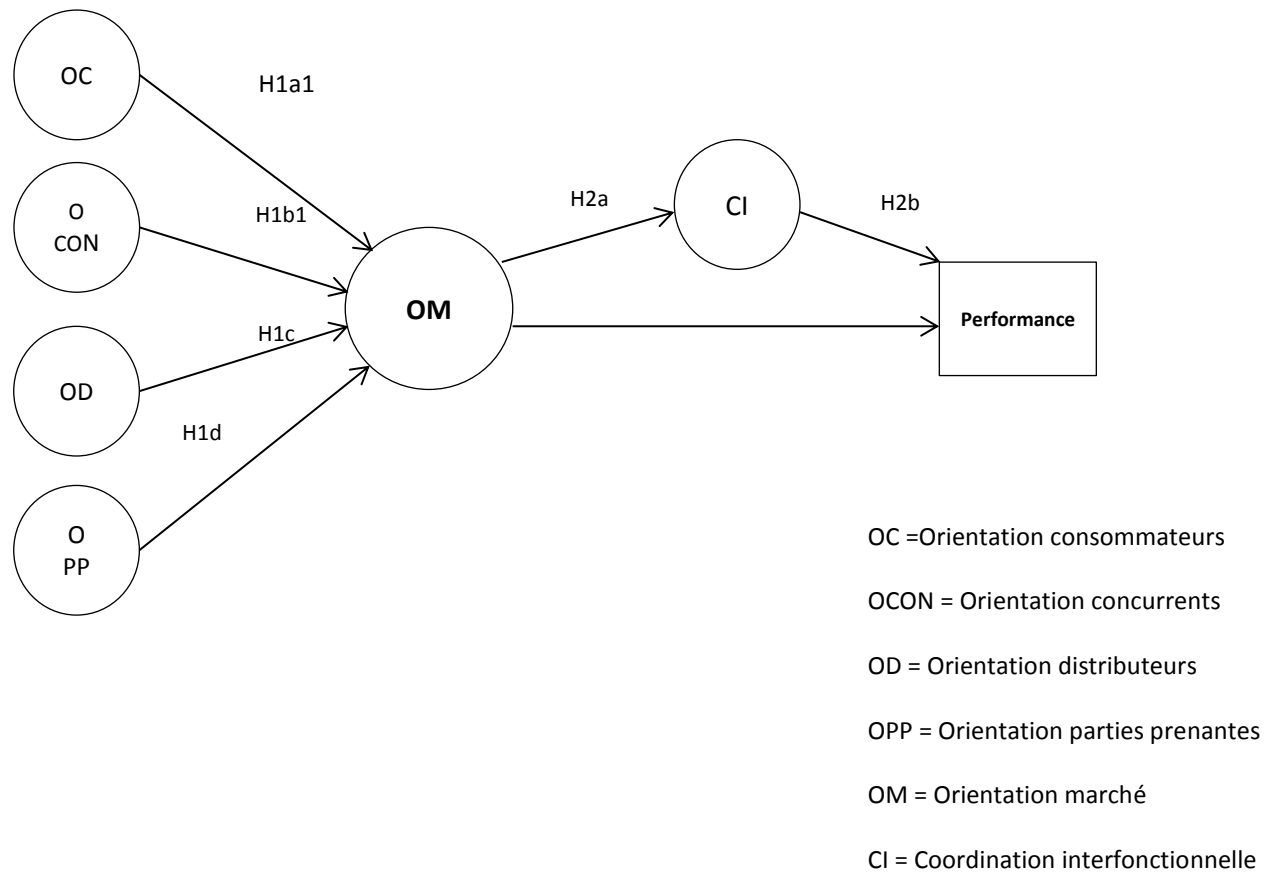 OC
H1a1
O
CON
H1b1
H2a
CI
H2b
OM
Performance
H1c
OD
H1d
O
PP
OC =Orientation consommateurs
OCON = Orientation concurrents
OD = Orientation distributeurs
OPP = Orientation parties prenantes
OM = Orientation marché
CI = Coordination interfonctionnelle